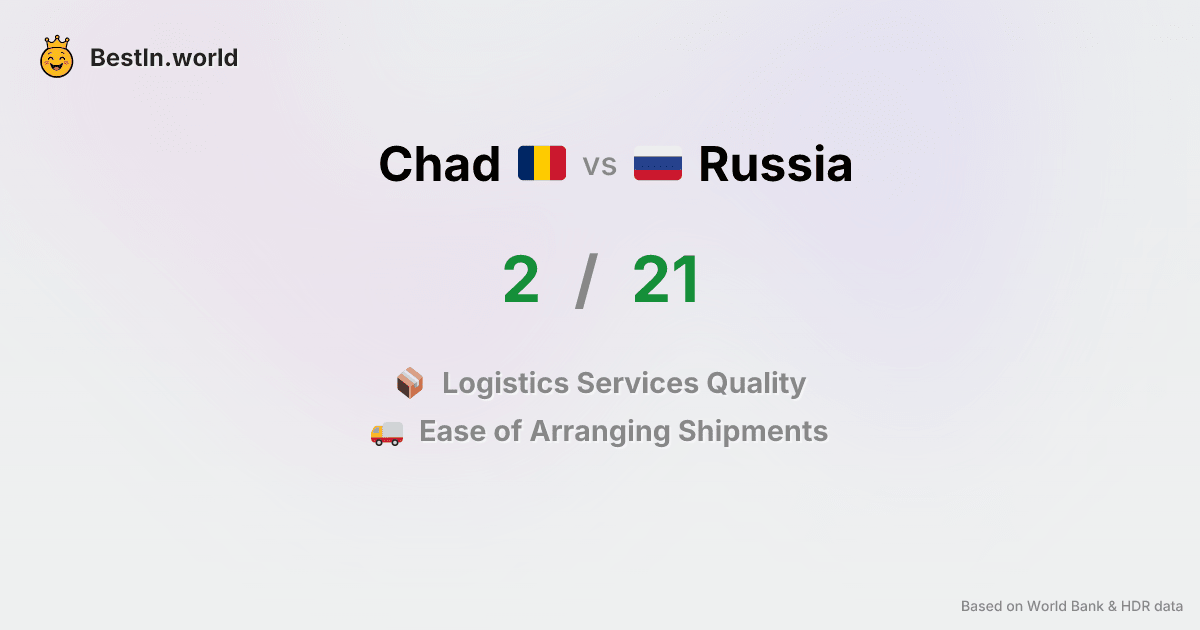 BestIn.world
Chad vs Russia
2 / 21
Logistics Services Quality
Ease of Arranging Shipments
Based on World Bank & HDR data